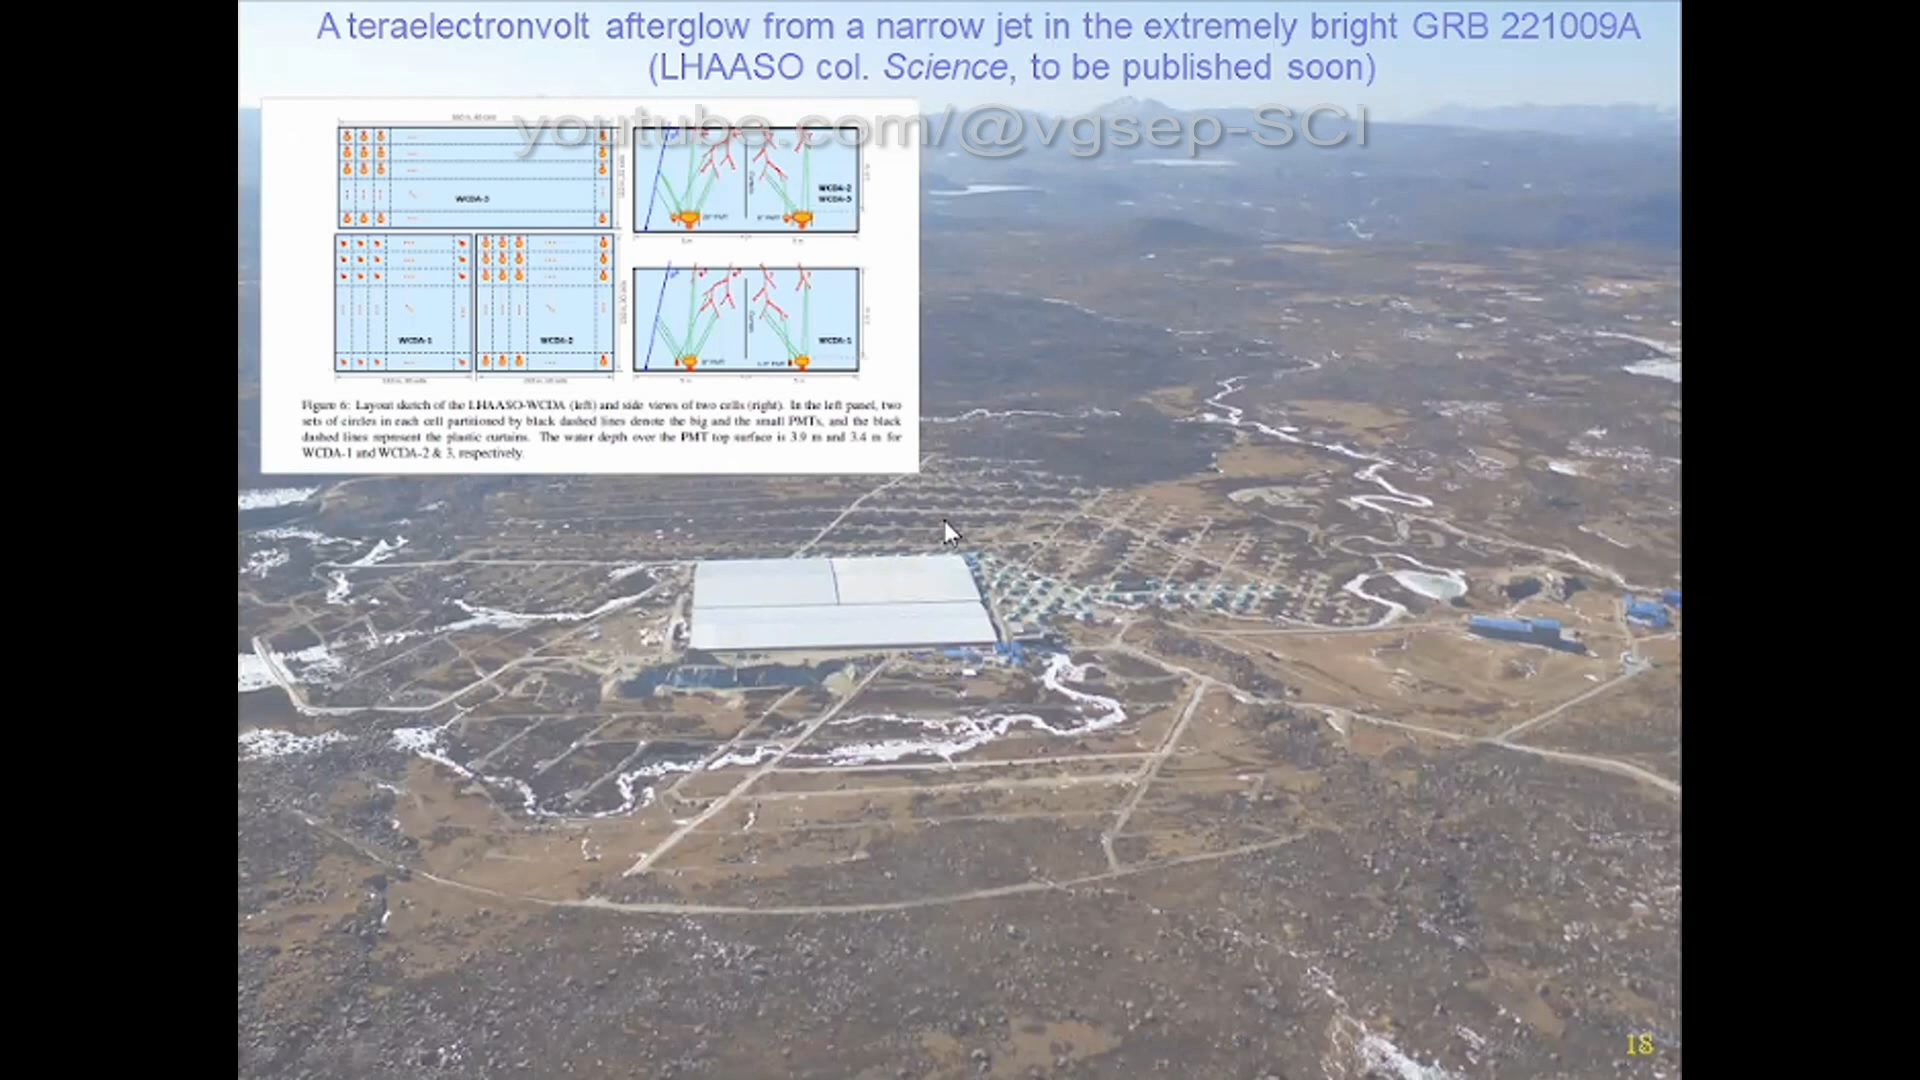 A teraelectronvolt afterglow from a narrow jet in the extremely bright GRB 221009A
(LHAASO col. Science, to be published soon)
youtube.com/@vgsep-SCI
WCDA-3
WCDA-2
WCDA-3
WCDA-1
WCDA-2
WCDA-1
Figure 6: Layout sketch of the LHAASO-WCDA (left) and side views of two cells (right). In the left panel, two
sets of circles in each cell partitioned by black dashed lines denote the big and the small PMTs, and the black
dashed lines represent the plastic curtains. The water depth over the PMT top surface is 3.9 m and 3.4 m for
WCDA-1 and WCDA-2 & 3, respectively.
18